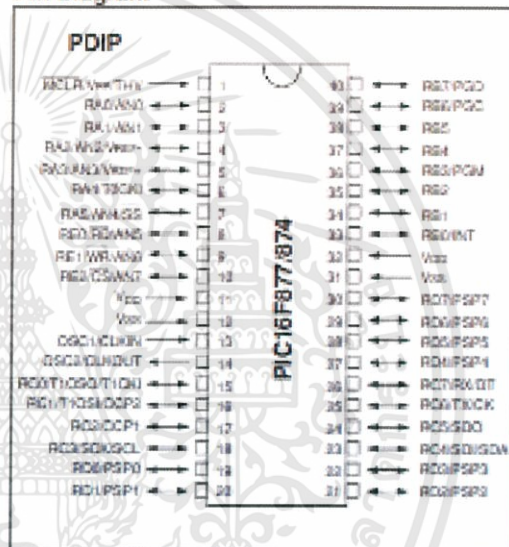 PDIP
MCLR/VPP/THV 1
RA0/AN0 2
RA1/AN1 3
RA2/AN2/VREF- 4
RA3/AN3/VREF+ 5
RA4/T0CKI 6
RA5/AN4/SS 7
RE0/RD/AN5 8
RE1/WR/AN6 9
RE2/CS/AN7 10
VDD 11
VSS 12
OSC1/CLKIN 13
OSC2/CLKOUT 14
RC0/T1OSO/T1CKI 15
RC1/T1OSI/CCP2 16
RC2/CCP1 17
RC3/SCK/SCL 18
RD0/PSP0 19
RD1/PSP1 20
PIC16F877/874
40 RB7/PGD
39 RB6/PGC
38 RB5
37 RB4
36 RB3/PGM
35 RB2
34 RB1
33 RB0/INT
32 VDD
31 VSS
30 RD7/PSP7
29 RD6/PSP6
28 RD5/PSP5
27 RD4/PSP4
26 RC7/RX/DT
25 RC6/TX/CK
24 RC5/SDO
23 RC4/SDI/SDA
22 RD3/PSP3
21 RD2/PSP2